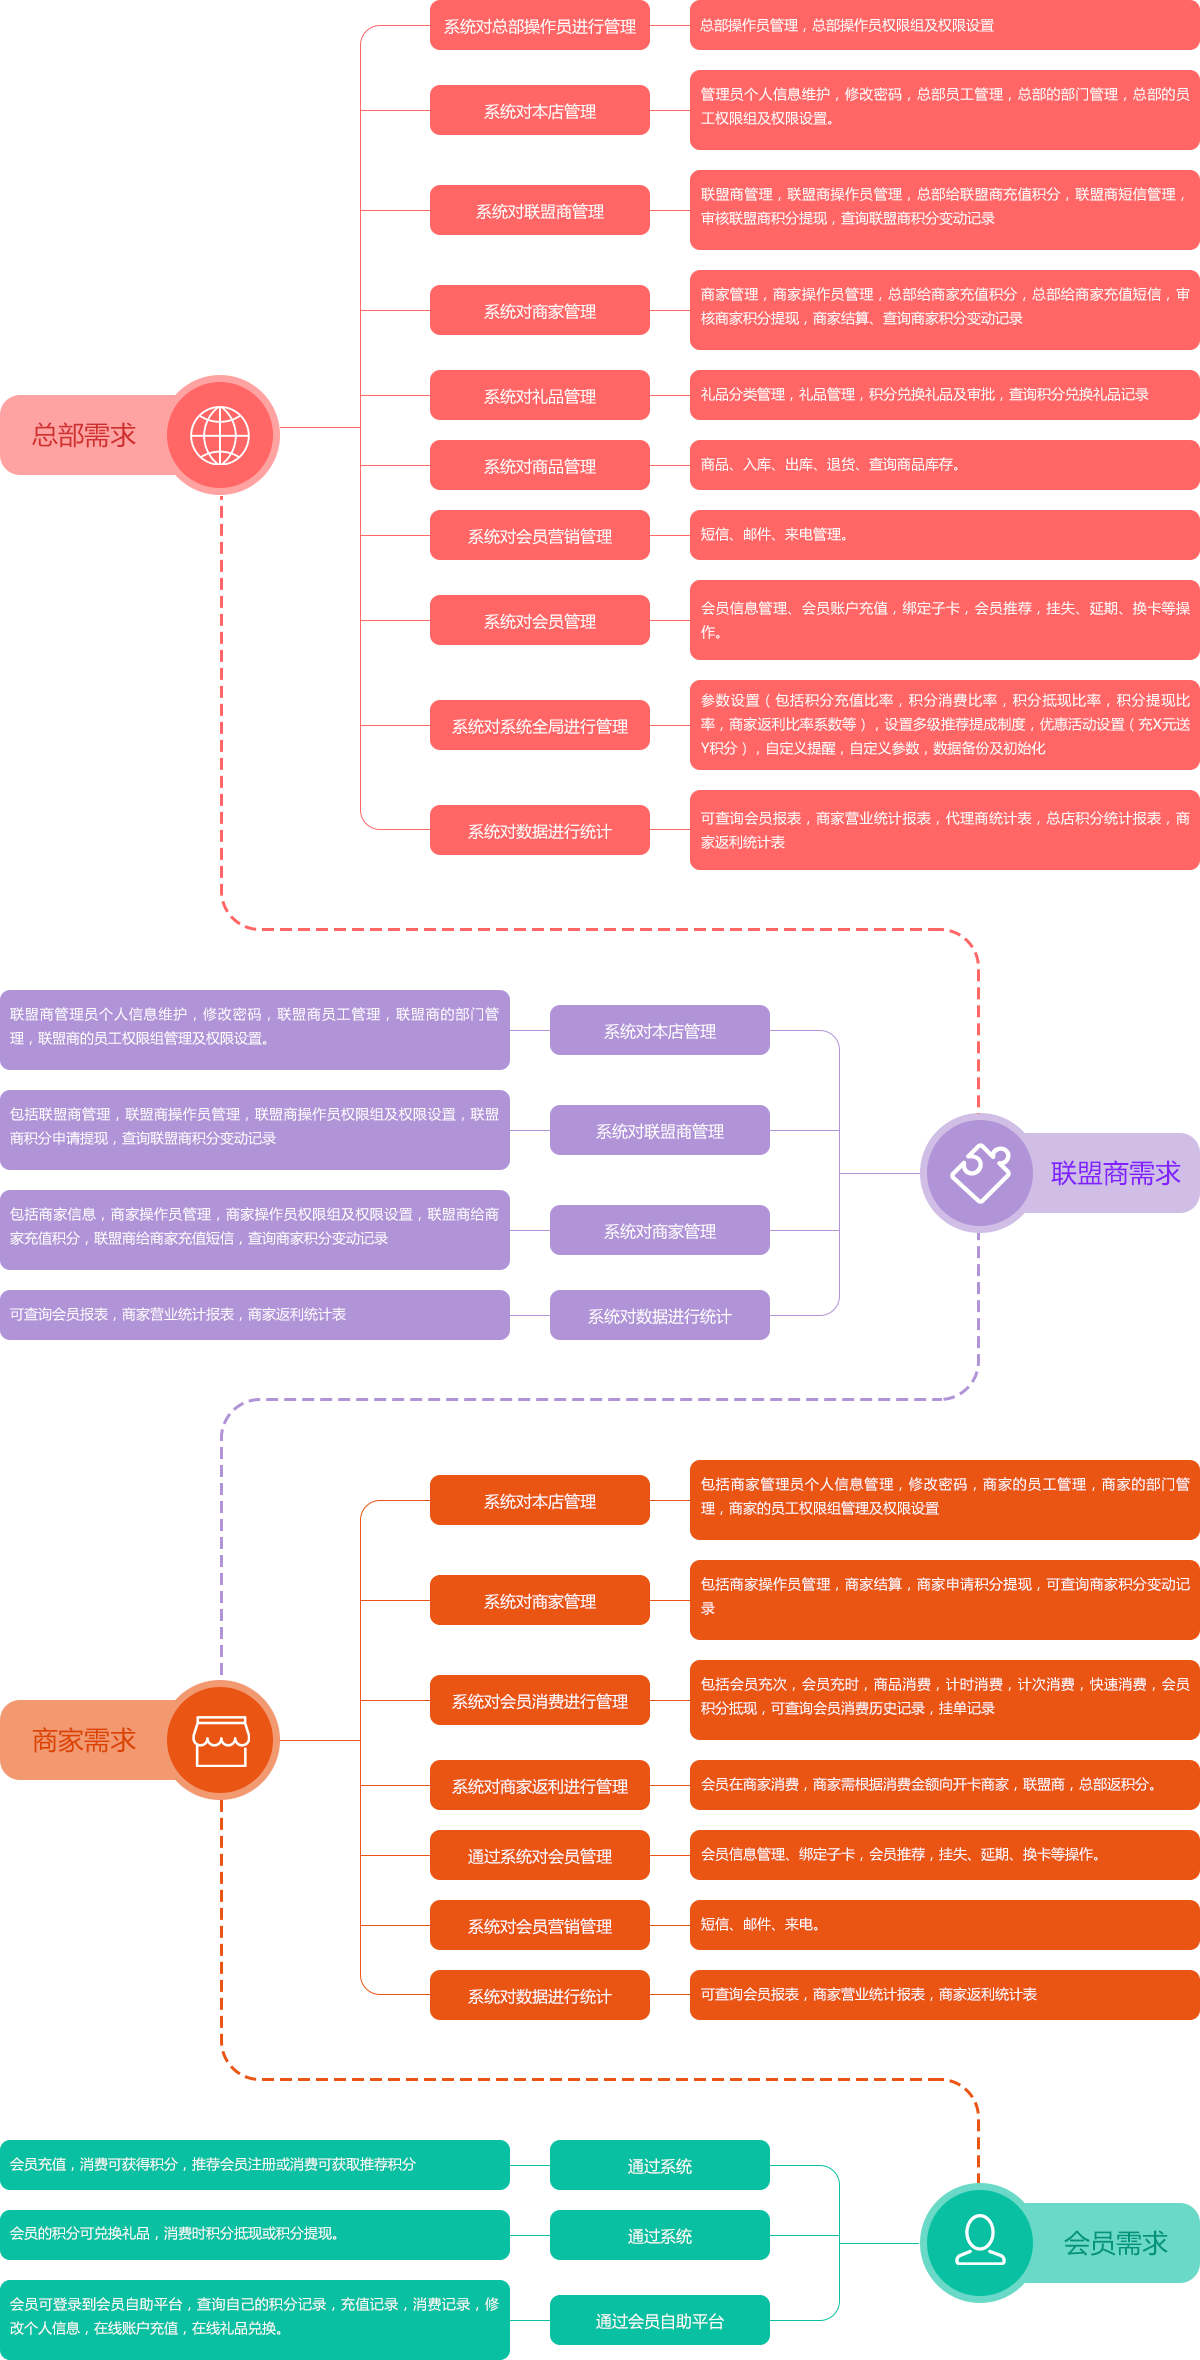 系统对总部操作员进行管理
总部操作员管理，总部操作员权限组及权限设置
系统对本店管理
管理员个人信息维护，修改密码，总部员工管理，总部的部门管理，总部的员
工权限组及权限设置。
系统对联盟商管理
联盟商管理，联盟商操作员管理，总部给联盟商充值积分，联盟商短信管理，
审核联盟商积分提现，查询联盟商积分变动记录
系统对商家管理
商家管理，商家操作员管理，总部给商家充值积分，总部给商家充值短信，审
核商家积分提现，商家结算、查询商家积分变动记录
系统对礼品管理
礼品分类管理，礼品管理，积分兑换礼品及审批，查询积分兑换礼品记录
总部需求
系统对商品管理
商品、入库、出库、退货、查询商品库存。
系统对会员营销管理
短信、邮件、来电管理。
系统对会员管理
会员信息管理、会员账户充值，绑定子卡，会员推荐，挂失、延期、换卡等操
作。
系统对系统全局进行管理
参数设置（包括积分充值比率，积分消费比率，积分抵现比率，积分提现比
率，商家返利比率系数等），设置多级推荐提成制度，优惠活动设置（充X元送
Y积分），自定义提醒，自定义参数，数据备份及初始化
系统对数据进行统计
可查询会员报表，商家营业统计报表，代理商统计表，总店积分统计报表，商
家返利统计表
联盟商管理员个人信息维护，修改密码，联盟商员工管理，联盟商的部门管
理，联盟商的员工权限组管理及权限设置。
系统对本店管理
包括联盟商管理，联盟商操作员管理，联盟商操作员权限组及权限设置，联盟
商积分申请提现，查询联盟商积分变动记录
系统对联盟商管理
联盟商需求
包括商家信息，商家操作员管理，商家操作员权限组及权限设置，联盟商给商
家充值积分，联盟商给商家充值短信，查询商家积分变动记录
系统对商家管理
可查询会员报表，商家营业统计报表，商家返利统计表
系统对数据进行统计
系统对本店管理
包括商家管理员个人信息管理，修改密码，商家的员工管理，商家的部门管
理，商家的员工权限组管理及权限设置
系统对商家管理
包括商家操作员管理，商家结算，商家申请积分提现，可查询商家积分变动记
录
系统对会员消费进行管理
包括会员充次，会员充时，商品消费，计时消费，计次消费，快速消费，会员
积分抵现，可查询会员消费历史记录，挂单记录
商家需求
系统对商家返利进行管理
会员在商家消费，商家需根据消费金额向开卡商家，联盟商，总部返积分。
通过系统对会员管理
会员信息管理、绑定子卡，会员推荐，挂失、延期、换卡等操作。
系统对会员营销管理
短信、邮件、来电。
系统对数据进行统计
可查询会员报表，商家营业统计报表，商家返利统计表
会员充值，消费可获得积分，推荐会员注册或消费可获取推荐积分
通过系统
会员的积分可兑换礼品，消费时积分抵现或积分提现。
通过系统
会员需求
会员可登录到会员自助平台，查询自己的积分记录，充值记录，消费记录，修
改个人信息，在线账户充值，在线礼品兑换。
通过会员自助平台